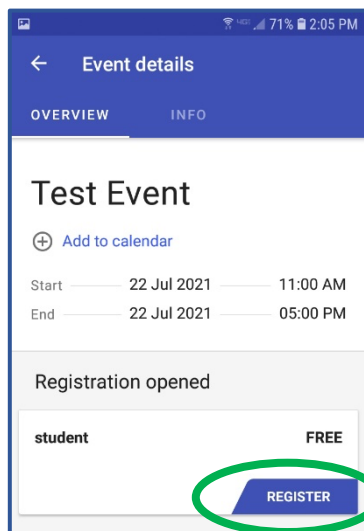 71% 2:05 PM
Event details
OVERVIEW INFO
Test Event
Add to calendar
Start 22 Jul 2021 11:00 AM
End 22 Jul 2021 05:00 PM
Registration opened
student FREE
REGISTER